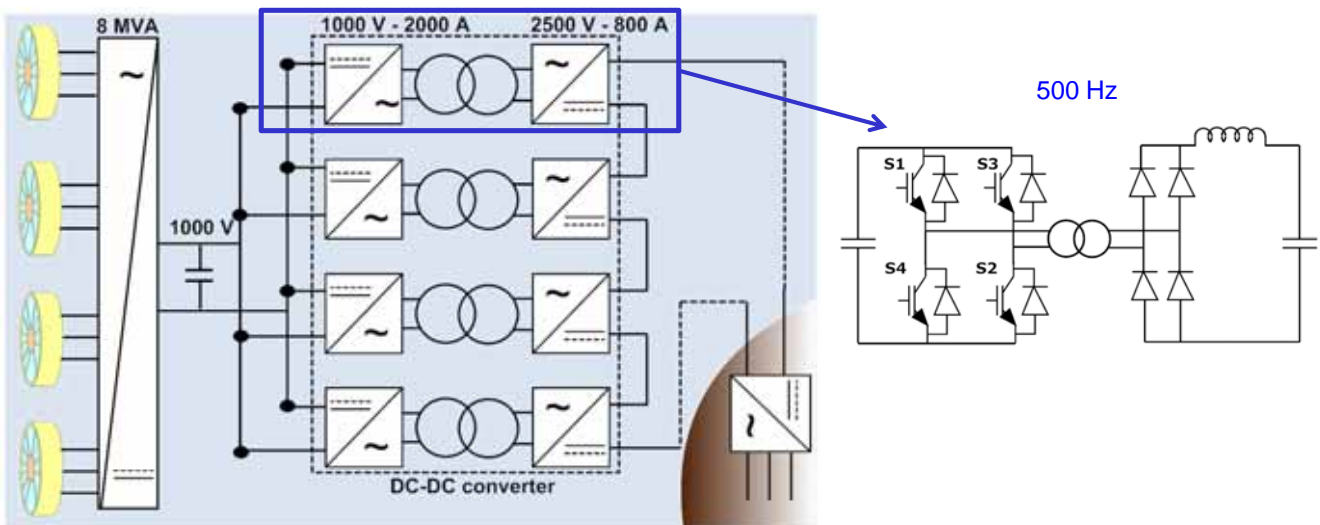 8 MVA
1000 V - 2000 A
2500 V - 800 A
500 Hz
S1
S3
1000 V
S4
S2
DC-DC converter